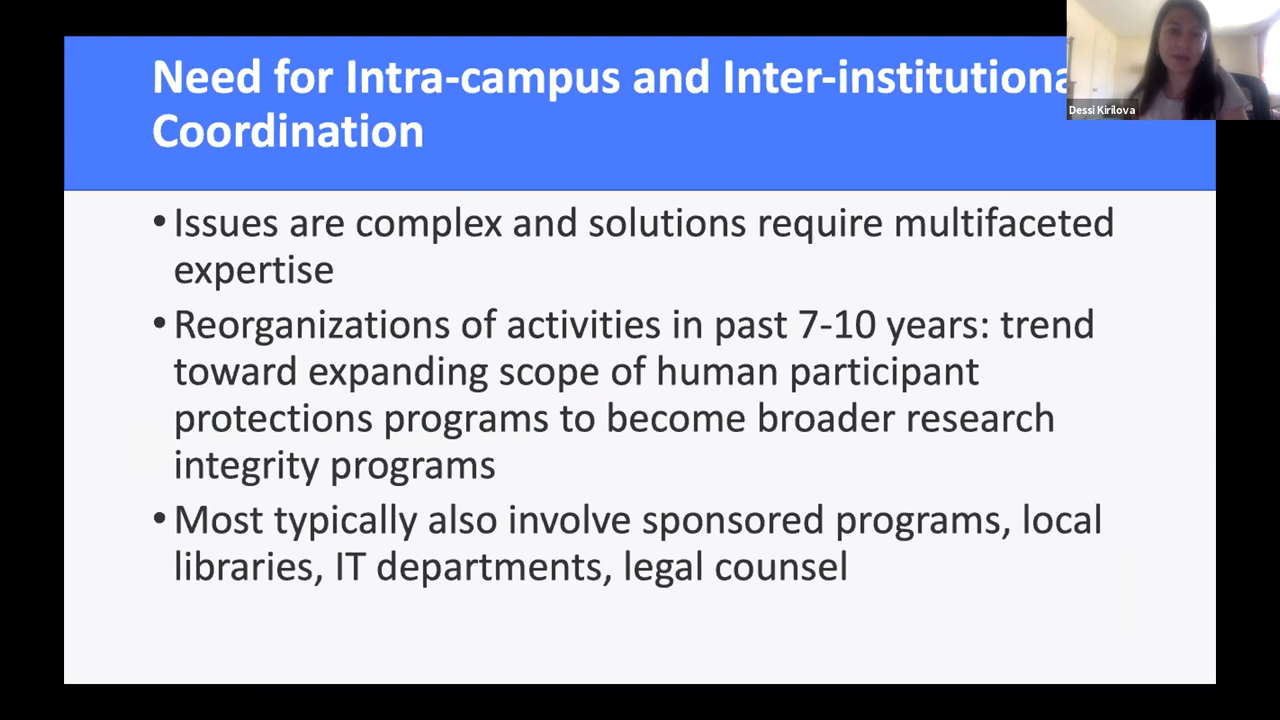 Need for Intra-campus and Inter-institutiona
Coordination
Dessi Kirilova
• Issues are complex and solutions require multifaceted
expertise
• Reorganizations of activities in past 7-10 years: trend
toward expanding scope of human participant
protections programs to become broader research
integrity programs
• Most typically also involve sponsored programs, local
libraries, IT departments, legal counsel